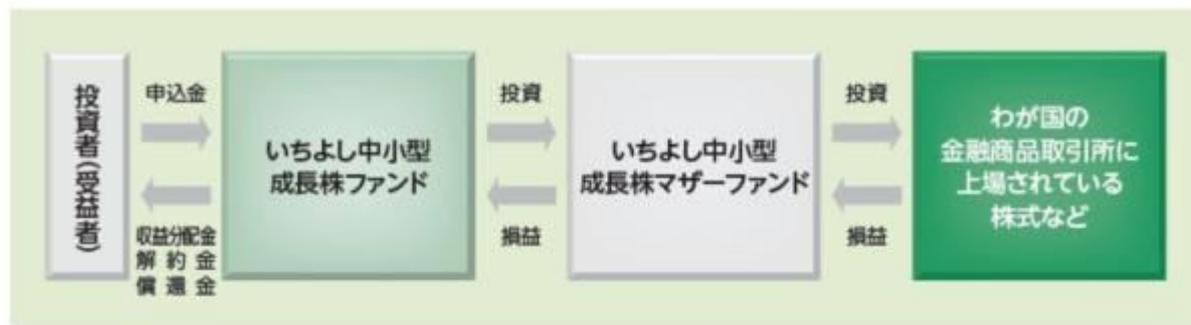 投資者(受益者)
申込金
収益分配金
解約金
償還金
いちよし中小型
成長株ファンド
投資
損益
いちよし中小型
成長株マザーファンド
投資
損益
わが国の
金融商品取引所に
上場されている
株式など